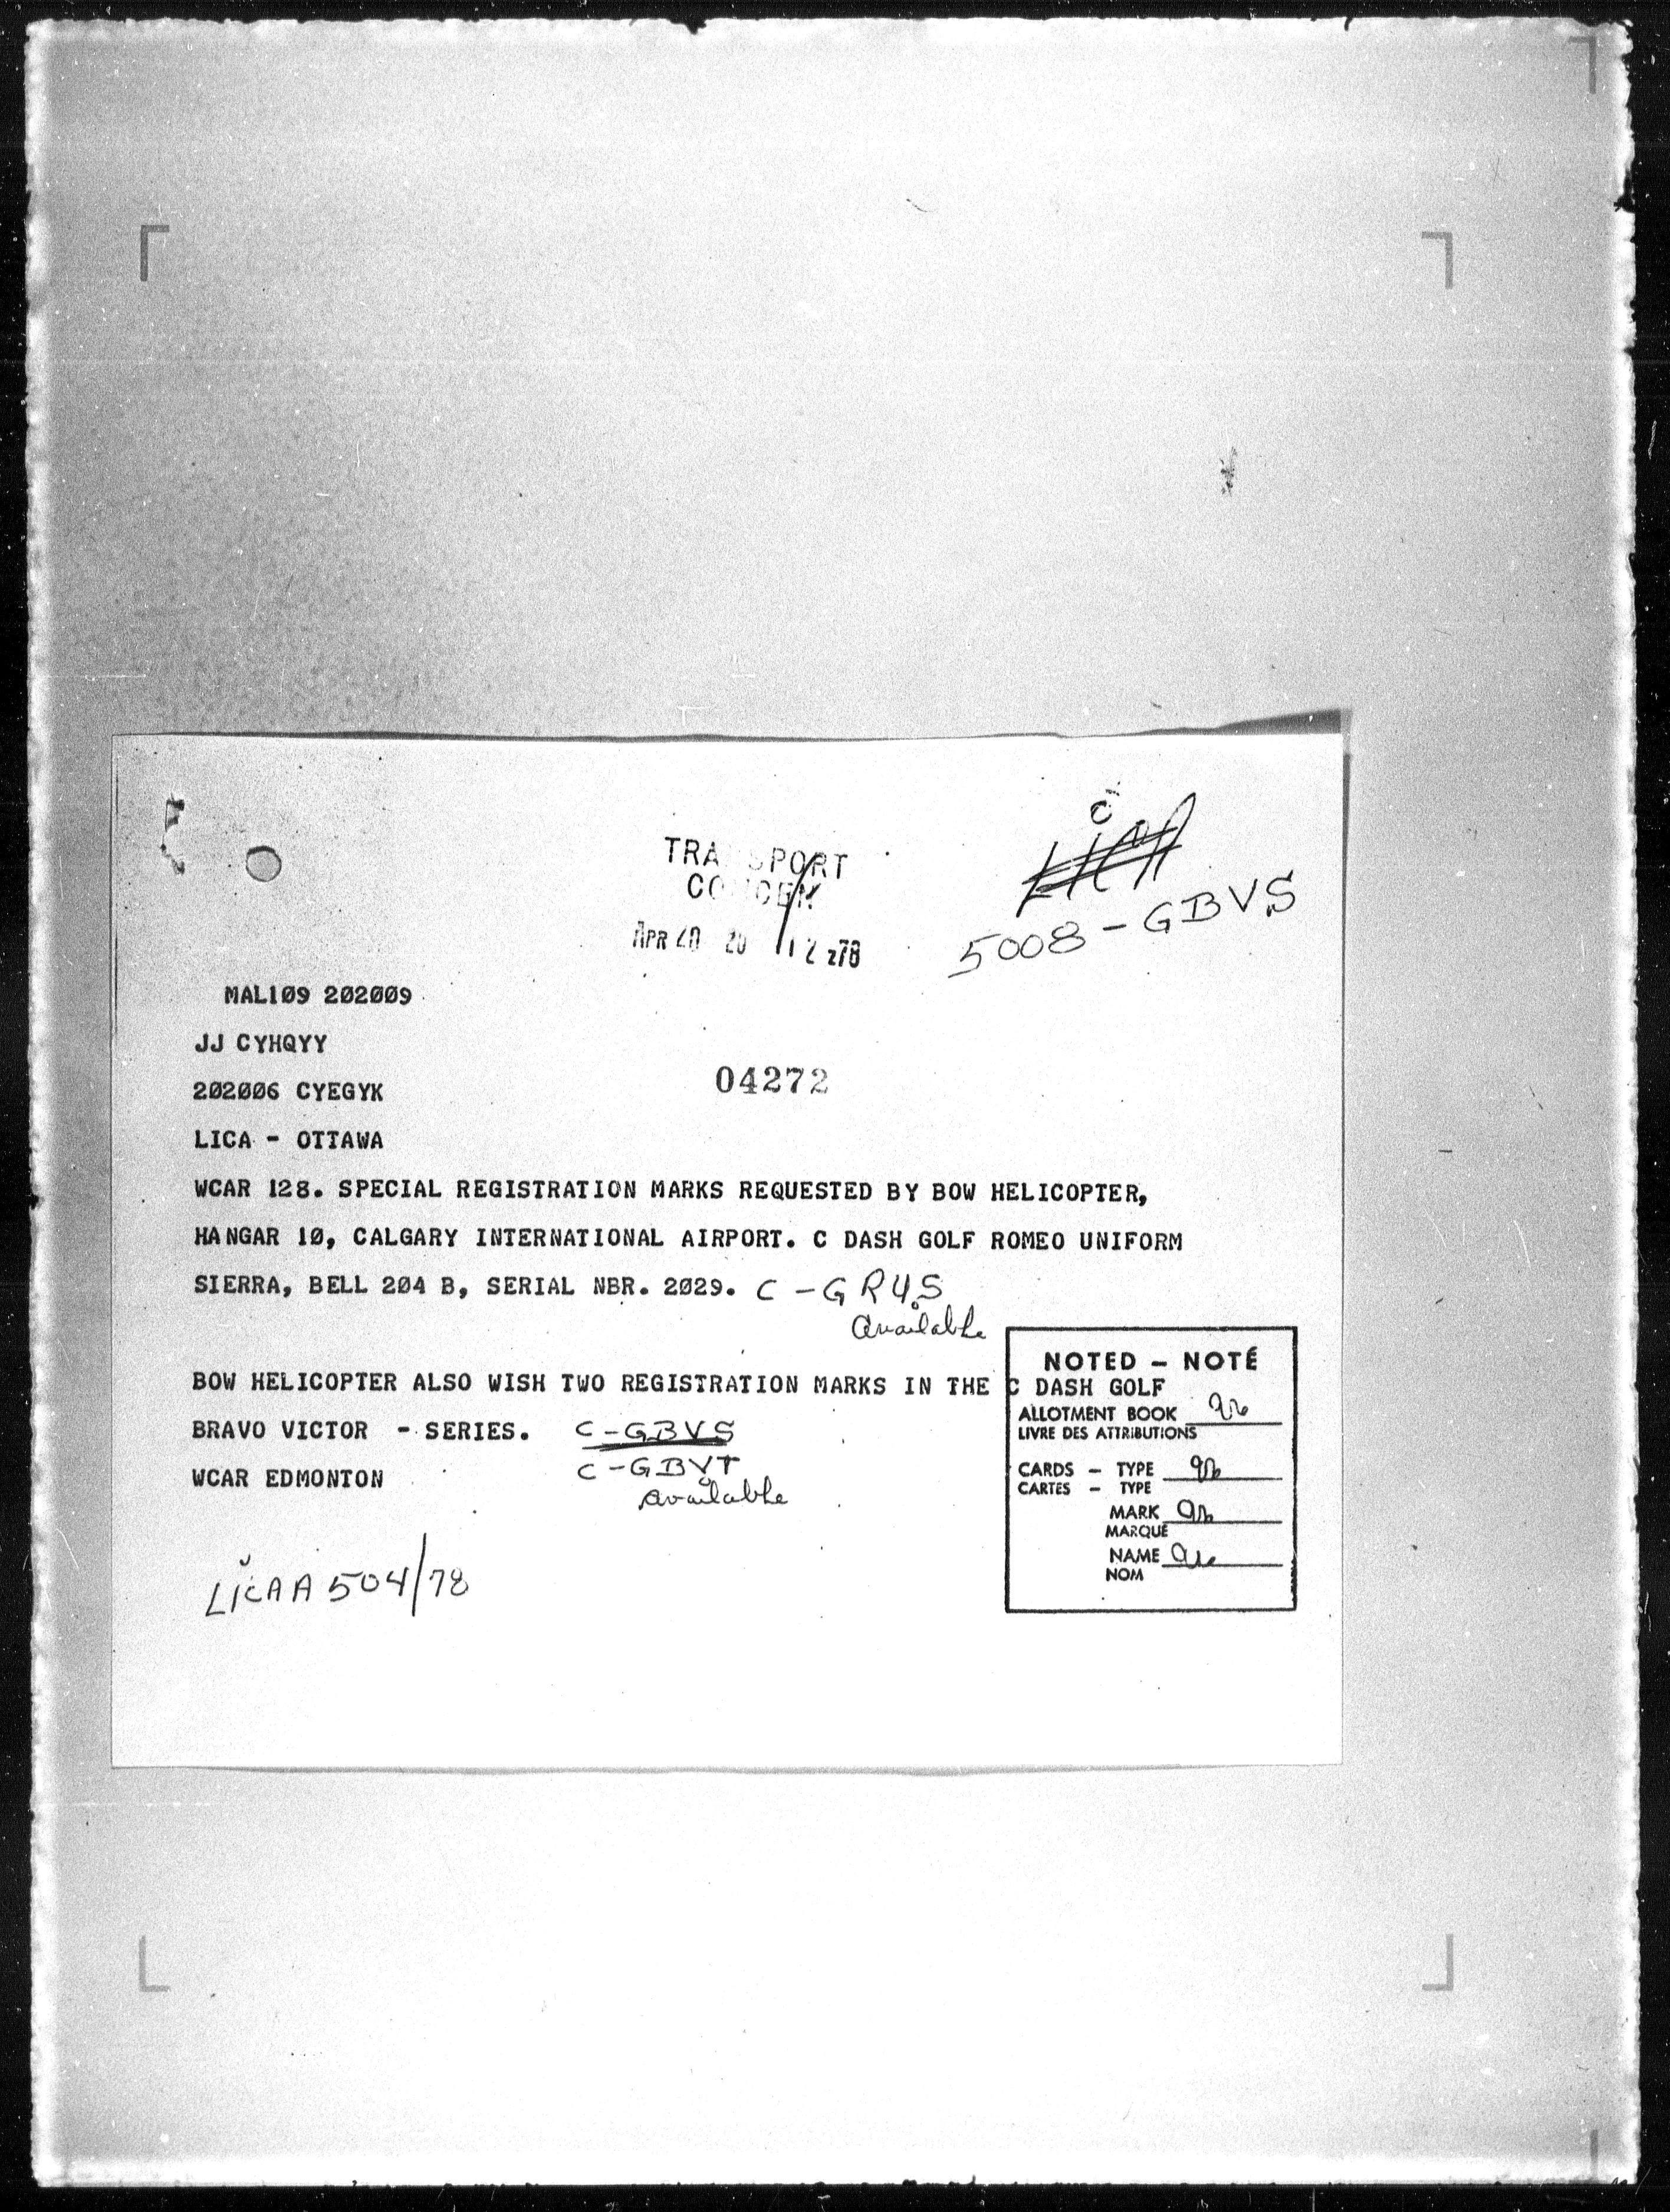 TRA SPORT
APR 20 20 12 Z78
LICA
5008-GBVS
MAL109 202009
JJ CYHQYY
04272
202006 CYEGYK
LICA - OTTAWA
WCAR 128. SPECIAL REGISTRATION MARKS REQUESTED BY BOW HELICOPTER,
HANGAR 10, CALGARY INTERNATIONAL AIRPORT. C DASH GOLF ROMEO UNIFORM
SIERRA, BELL 204 B, SERIAL NBR. 2029. C-GRUS
Available
BOW HELICOPTER ALSO WISH TWO REGISTRATION MARKS IN THE C DASH GOLF
BRAVO VICTOR - SERIES. C-GBVS
C-GBVT
WCAR EDMONTON
Available
LICAA 504/78
NOTED - NOTÉ
ALLOTMENT BOOK
LIVRE DES ATTRIBUTIONS
CARDS - TYPE
CARTES - TYPE
MARK
MARQUE
NAME
NOM